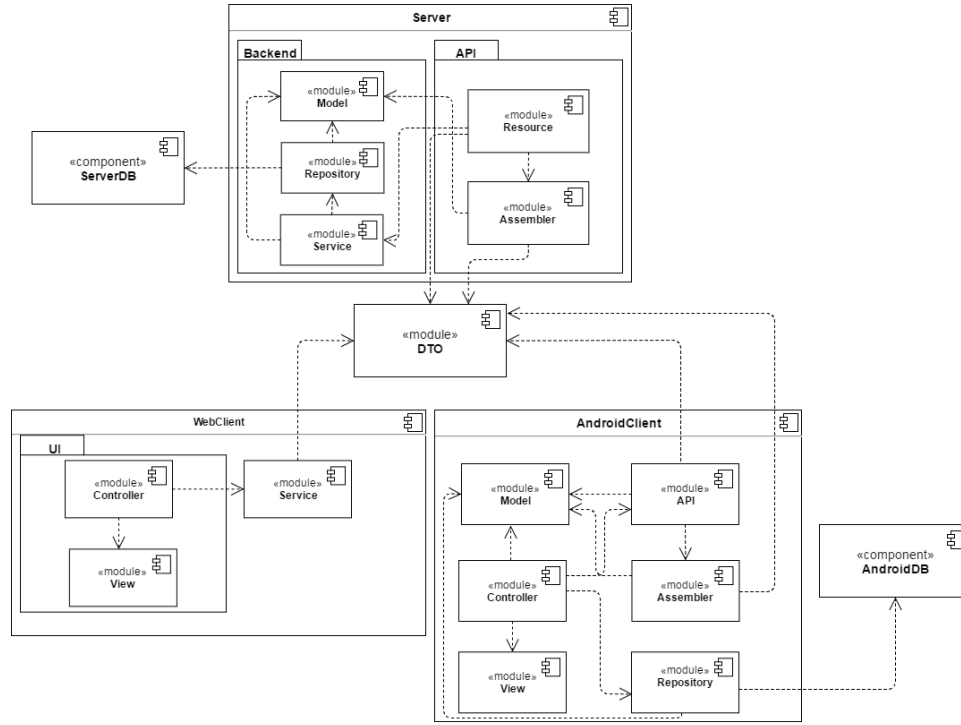 Server
Backend
API
«module»
Model
«module»
Resource
«component»
ServerDB
«module»
Repository
«module»
Assembler
«module»
Service
«module»
DTO
WebClient
UI
«module»
Controller
«module»
Service
«module»
View
AndroidClient
«module»
Model
«module»
API
«module»
Controller
«module»
Assembler
«module»
View
«module»
Repository
«component»
AndroidDB